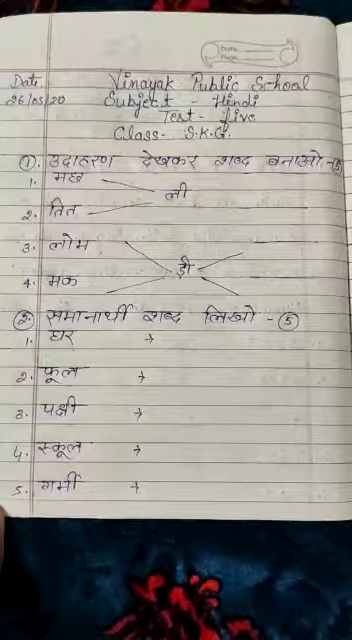 Date
Page
Date
26/05/20
Vinayak Public School
Subject - Hindi
Test - five
Class - S.K.G.
①. उदाहरण देखकर शब्द बनाओ -⑤
1. मछ
ली
2. तित
3. लोम
ड़ी
4. मक
② समानार्थी शब्द लिखो - ⑤
1. घर →
2. फूल →
3. पक्षी →
4. स्कूल →
5. गर्मी →